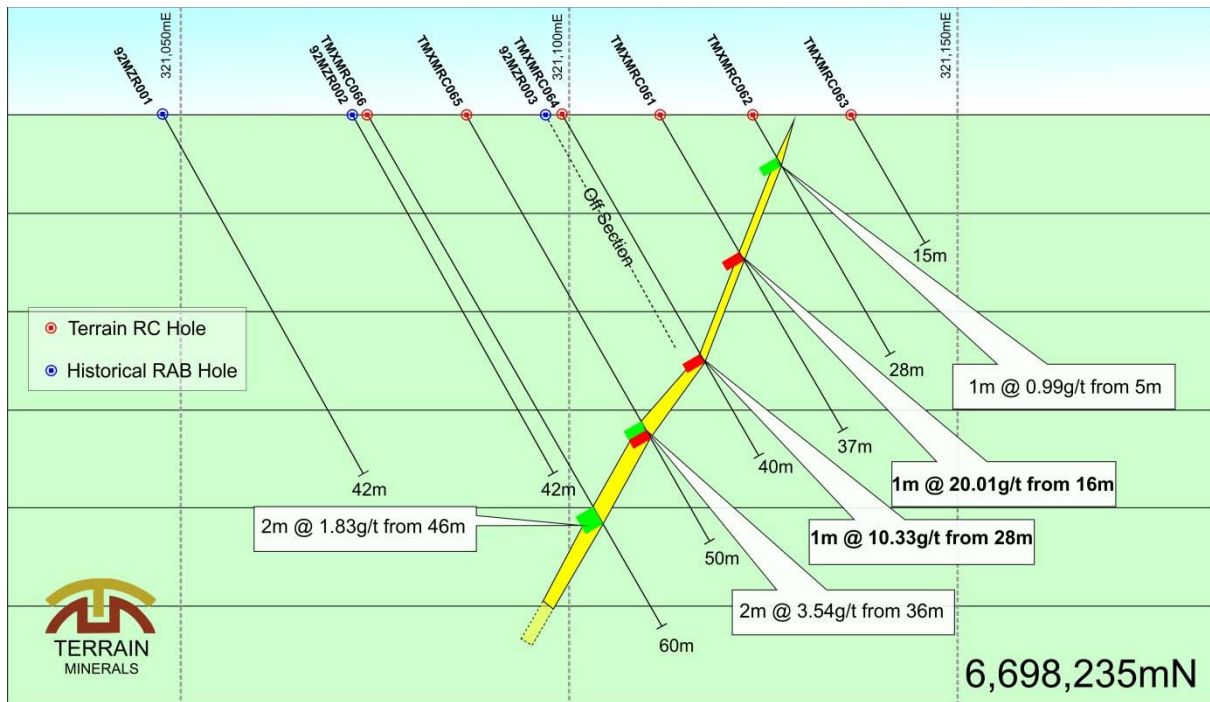 321,050mE
321,100mE
321,150mE
92MZR001
TMXMRC066
92MZR002
TMXMRC065
TMXMRC064
92MZR003
TMXMRC061
TMXMRC062
TMXMRC063
Off Section
15m
Terrain RC Hole
Historical RAB Hole
28m
1m @ 0.99g/t from 5m
37m
40m
42m
42m
1m @ 20.01g/t from 16m
2m @ 1.83g/t from 46m
1m @ 10.33g/t from 28m
50m
2m @ 3.54g/t from 36m
60m
TERRAIN
MINERALS
6,698,235mN